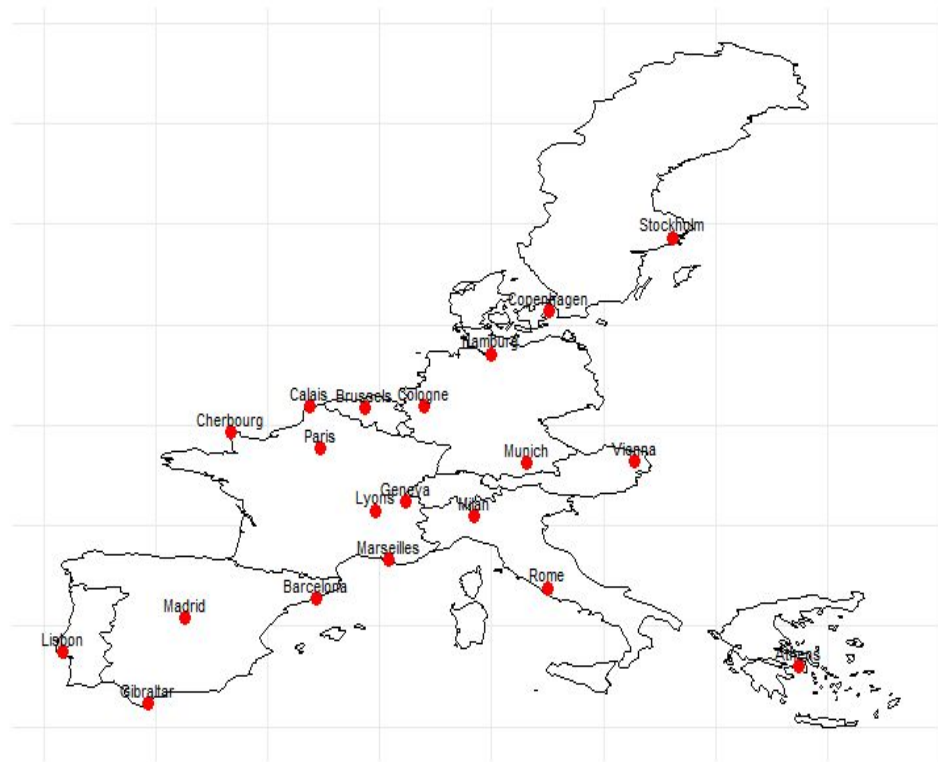 Stockholm
Copenhagen
Hamburg
Calais
Brussels
Cologne
Cherbourg
Paris
Munich
Vienna
Geneva
Lyons
Milan
Marseilles
Rome
Barcelona
Madrid
Lisbon
Athens
Gibraltar